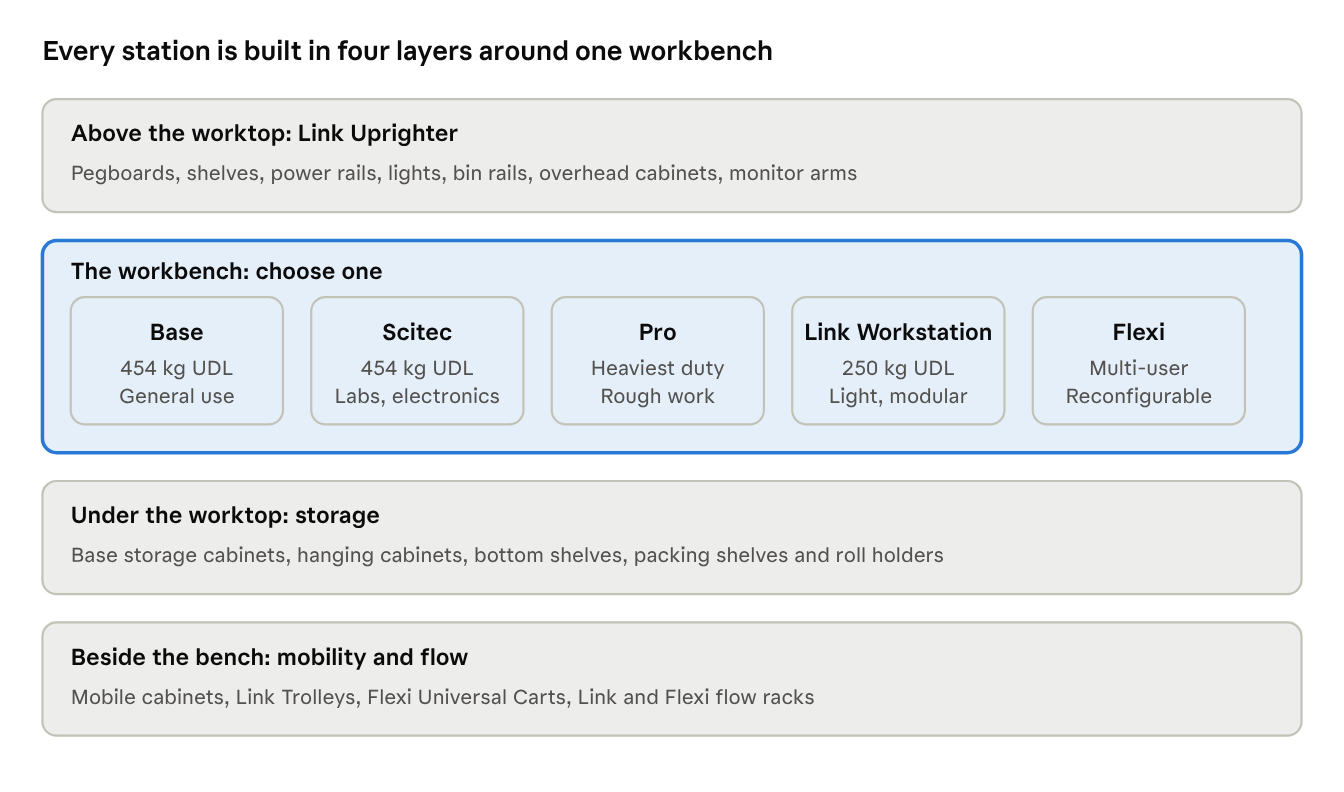 Every station is built in four layers around one workbench
Above the worktop: Link Uprighter
Pegboards, shelves, power rails, lights, bin rails, overhead cabinets, monitor arms
The workbench: choose one
Base
454 kg UDL
General use
Scitec
454 kg UDL
Labs, electronics
Pro
Heaviest duty
Rough work
Link Workstation
250 kg UDL
Light, modular
Flexi
Multi-user
Reconfigurable
Under the worktop: storage
Base storage cabinets, hanging cabinets, bottom shelves, packing shelves and roll holders
Beside the bench: mobility and flow
Mobile cabinets, Link Trolleys, Flexi Universal Carts, Link and Flexi flow racks